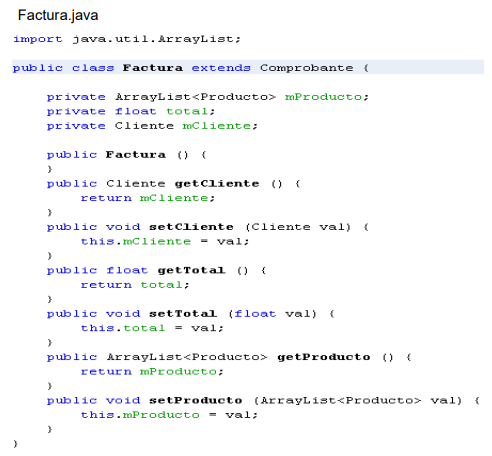 Factura.java
import java.util.ArrayList;
public class Factura extends Comprobante {
private ArrayList<Producto> mProducto;
private float total;
private Cliente mCliente;
public Factura () {
}
public Cliente getCliente () {
return mCliente;
}
public void setCliente (Cliente val) {
this.mCliente = val;
}
public float getTotal () {
return total;
}
public void setTotal (float val) {
this.total = val;
}
public ArrayList<Producto> getProducto () {
return mProducto;
}
public void setProducto (ArrayList<Producto> val) {
this.mProducto = val;
}
}